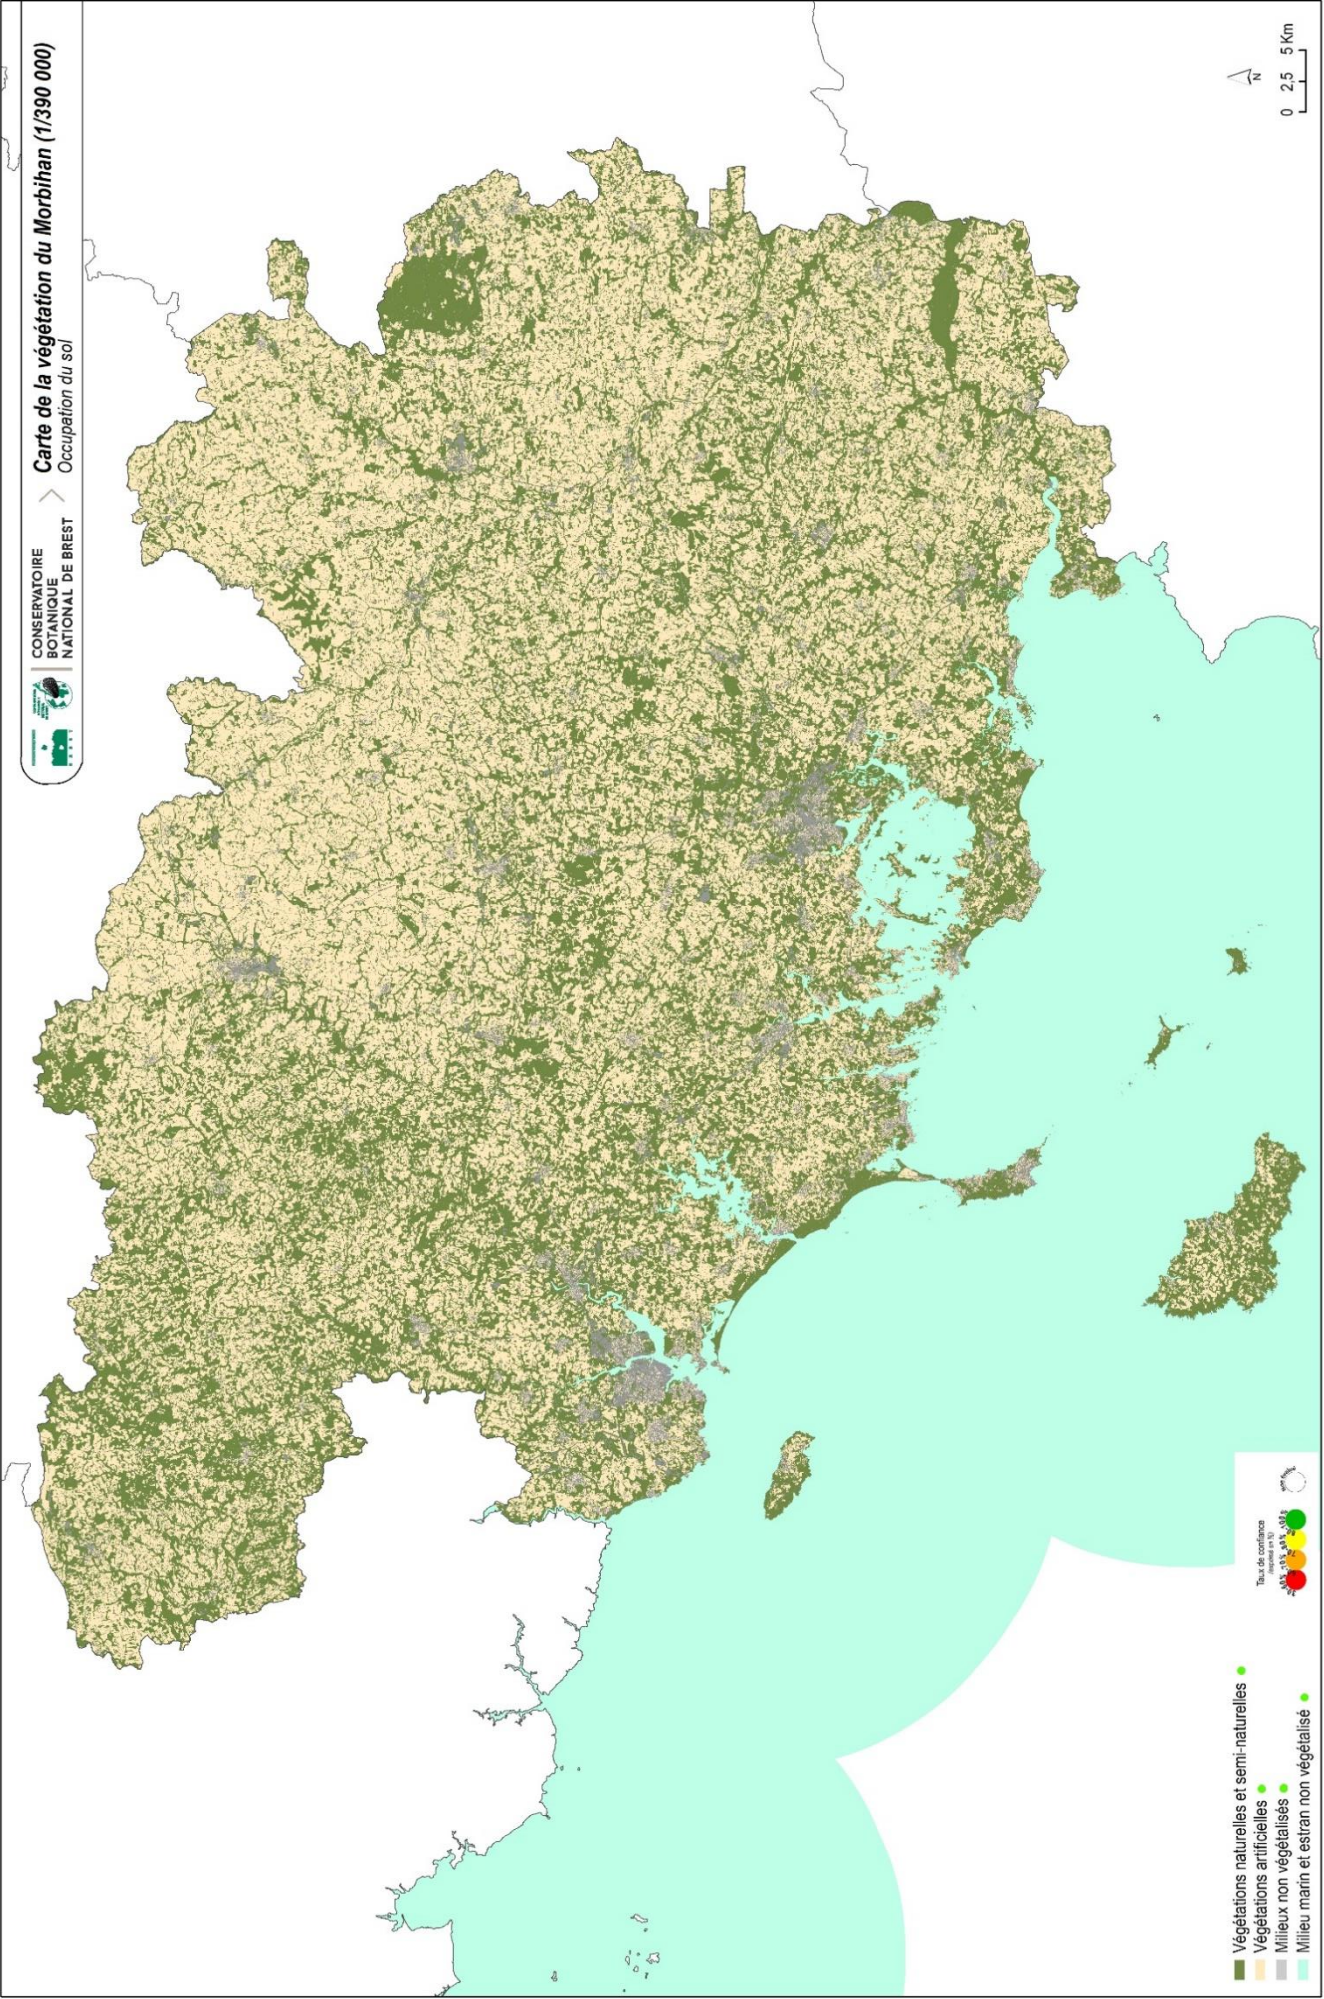 CONSERVATOIRE
BOTANIQUE
NATIONAL DE BREST
Carte de la végétation du Morbihan (1/390 000)
Occupation du sol
N
0 2,5 5 Km
Végétations naturelles et semi-naturelles
Végétations artificielles
Milieux non végétalisés
Milieu marin et estran non végétalisé
Taux de confiance
(exprimé en %)